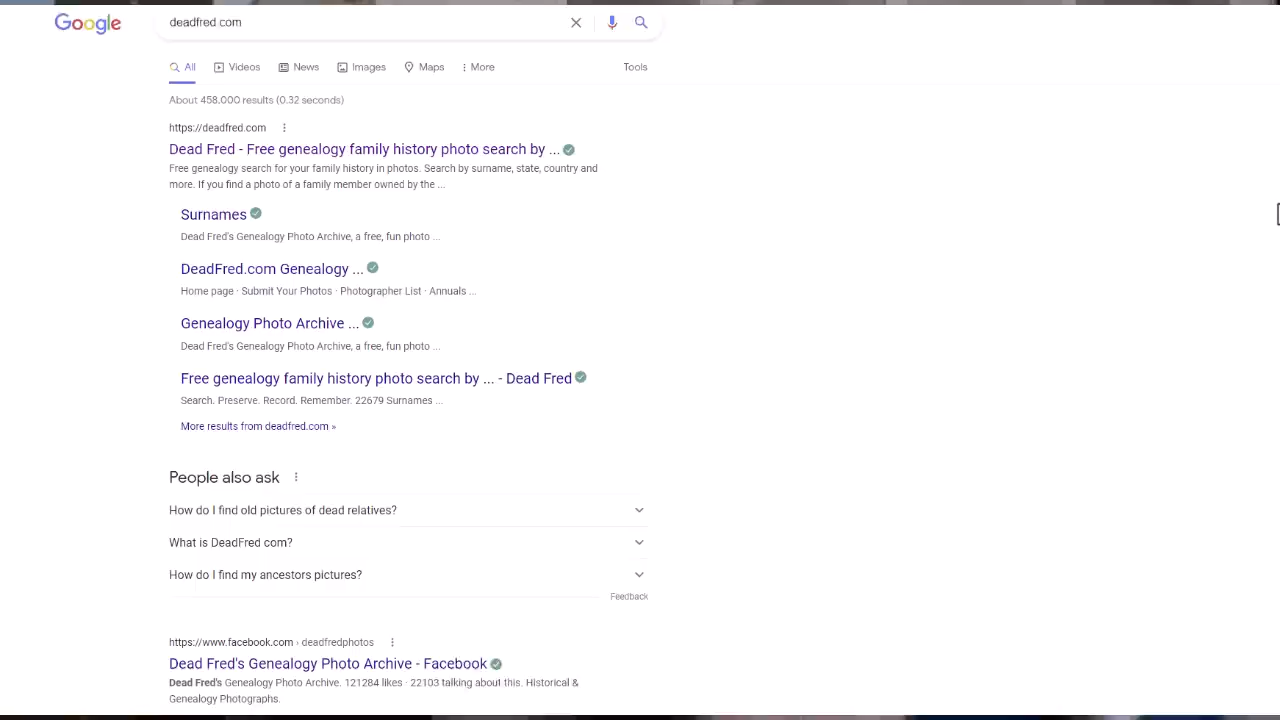 Google
deadfred.com
All Videos News Images Maps More Tools
About 458.000 results (0.32 seconds)
https://deadfred.com
Dead Fred - Free genealogy family history photo search by ...
Free genealogy search for your family history in photos. Search by surname, state, country and
more. If you find a photo of a family member owned by the ...
Surnames
Dead Fred's Genealogy Photo Archive, a free, fun photo ...
DeadFred.com Genealogy ...
Home page · Submit Your Photos · Photographer List · Annuals ...
Genealogy Photo Archive ...
Dead Fred's Genealogy Photo Archive, a free, fun photo ...
Free genealogy family history photo search by ... - Dead Fred
Search. Preserve. Record. Remember. 22679 Surnames ...
More results from deadfred.com »
People also ask
How do I find old pictures of dead relatives?
What is DeadFred com?
How do I find my ancestors pictures?
Feedback
https://www.facebook.com › deadfredphotos
Dead Fred's Genealogy Photo Archive - Facebook
Dead Fred's Genealogy Photo Archive. 121284 likes · 22103 talking about this. Historical &
Genealogy Photographs.